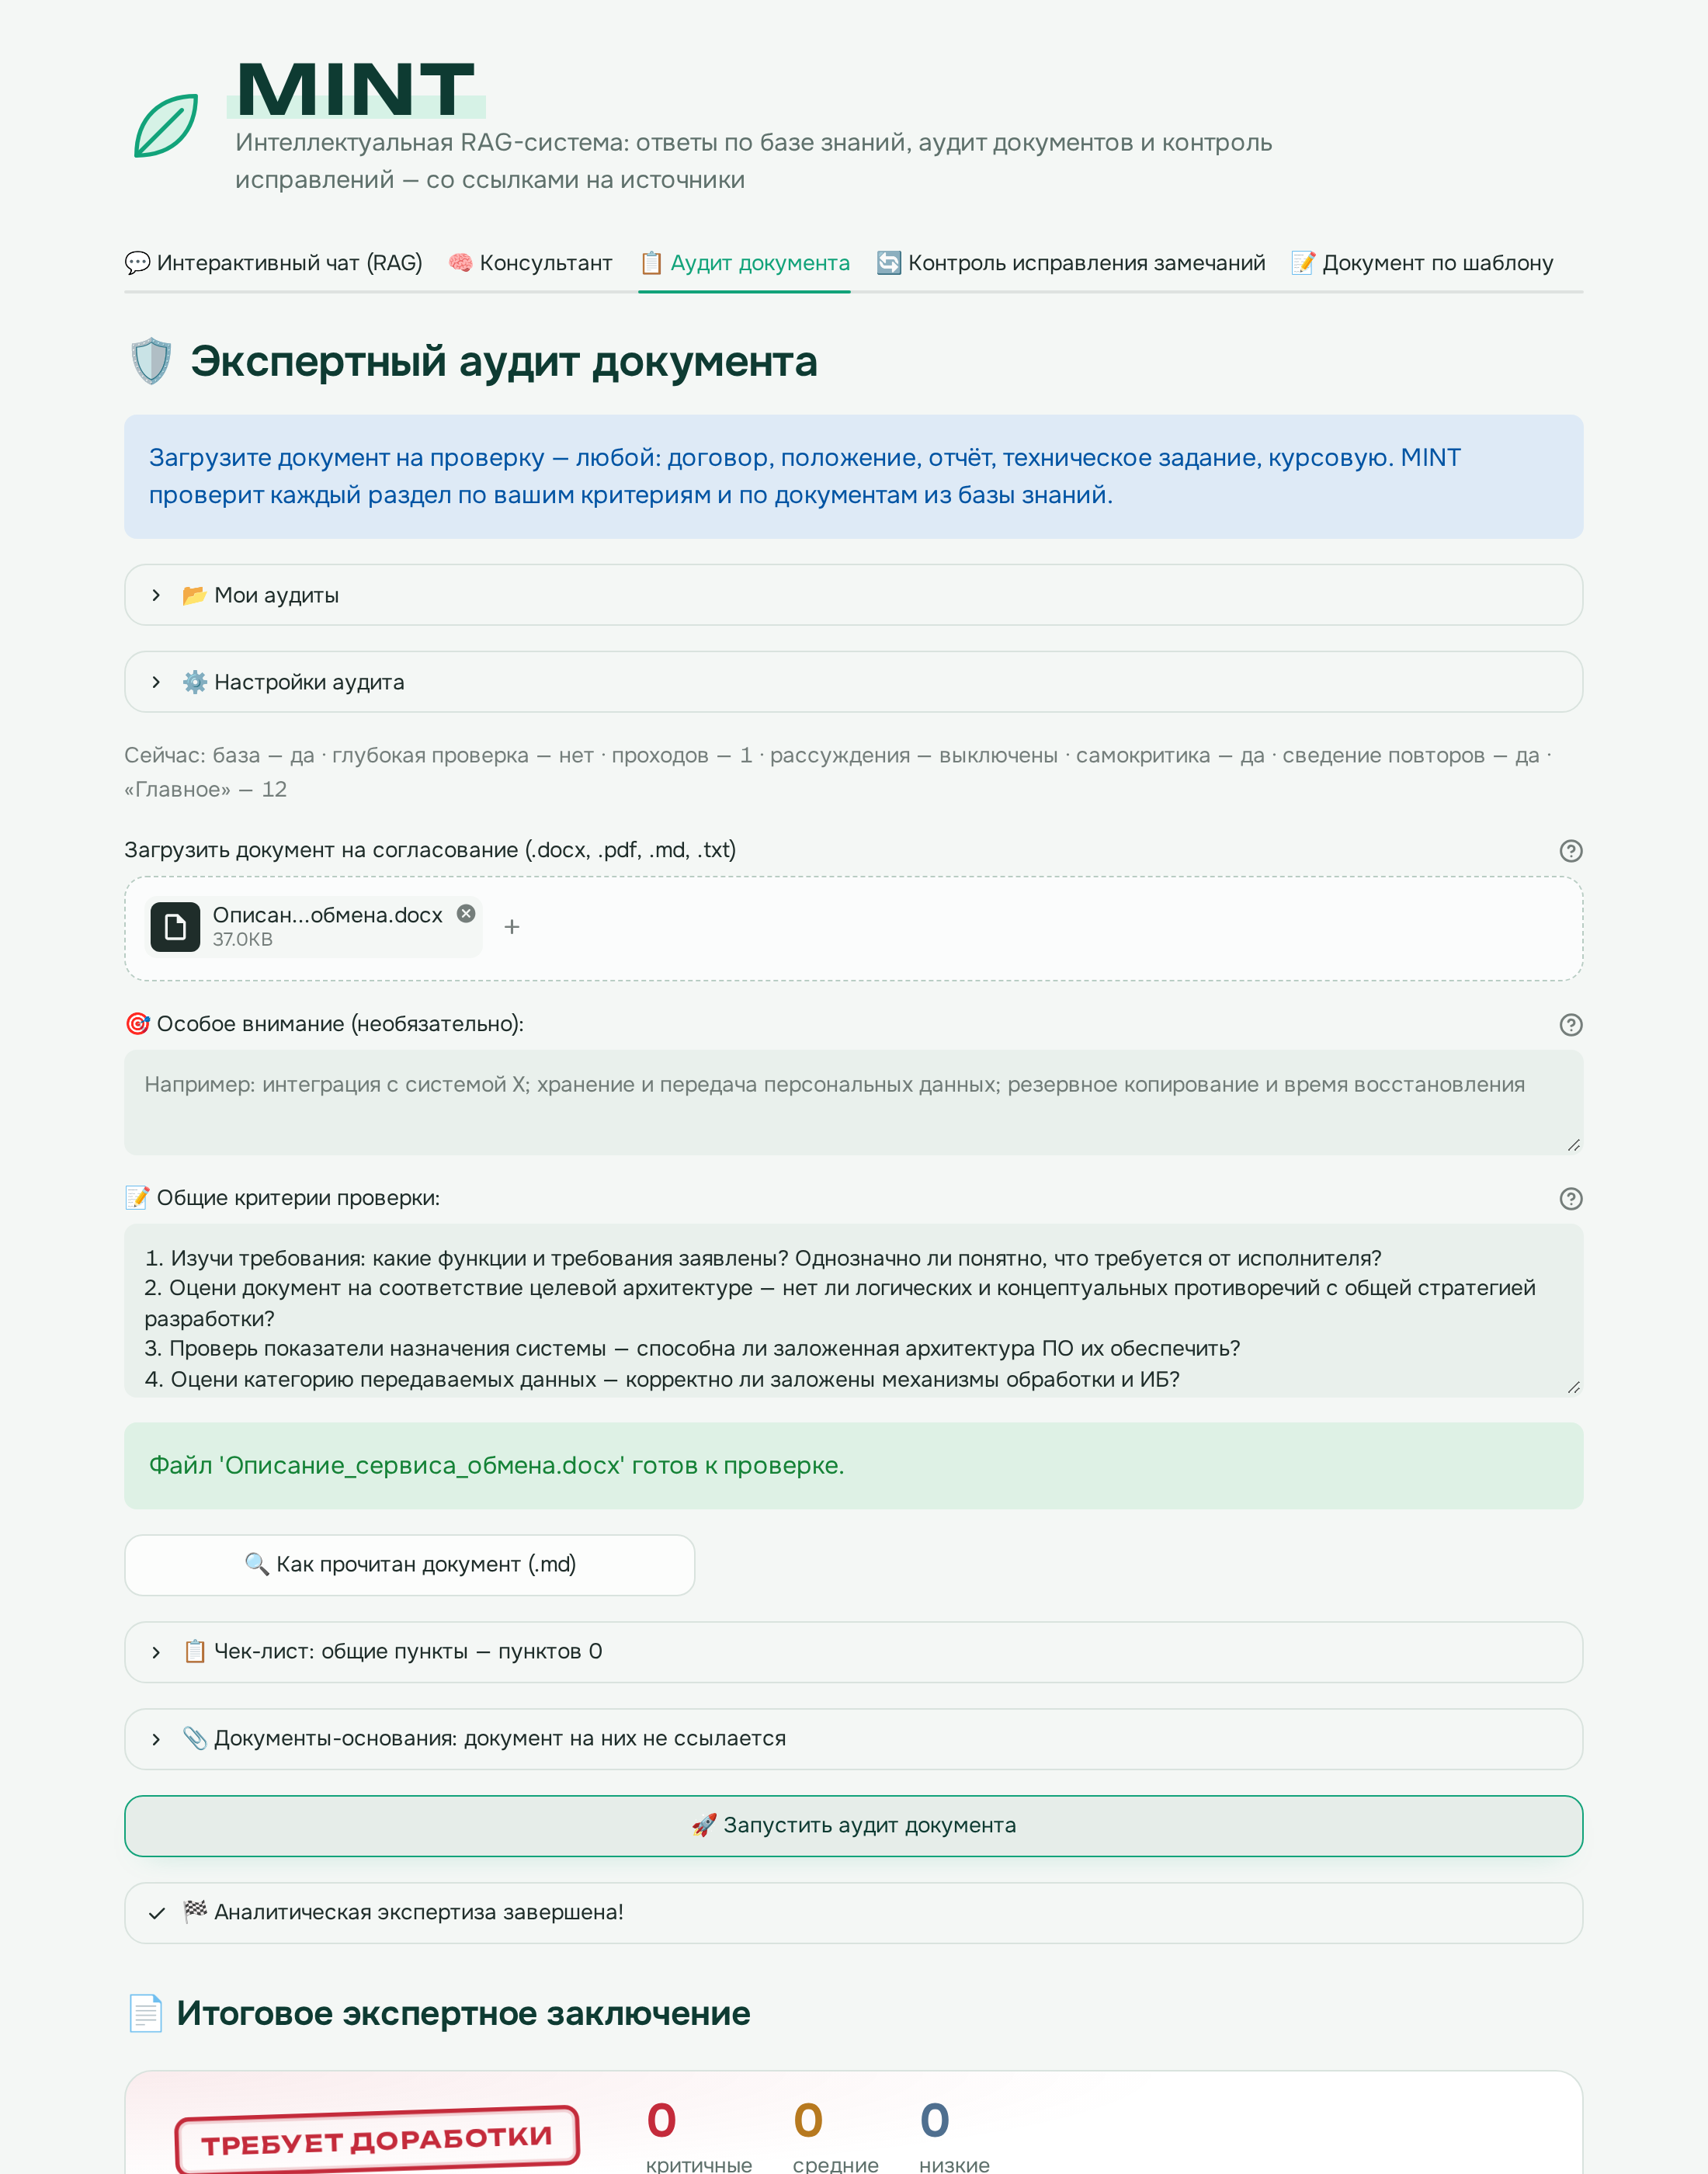 MINT
Интеллектуальная RAG-система: ответы по базе знаний, аудит документов и контроль
исправлений — со ссылками на источники
💬 Интерактивный чат (RAG) 🧠 Консультант 📋 Аудит документа 🔄 Контроль исправления замечаний 📝 Документ по шаблону
🛡️ Экспертный аудит документа
Загрузите документ на проверку — любой: договор, положение, отчёт, техническое задание, курсовую. MINT
проверит каждый раздел по вашим критериям и по документам из базы знаний.
📂 Мои аудиты
⚙️ Настройки аудита
Сейчас: база — да · глубокая проверка — нет · проходов — 1 · рассуждения — выключены · самокритика — да · сведение повторов — да ·
«Главное» — 12
Загрузить документ на согласование (.docx, .pdf, .md, .txt)
Описан...обмена.docx
37.0KB
🎯 Особое внимание (необязательно):
Например: интеграция с системой X; хранение и передача персональных данных; резервное копирование и время восстановления
📝 Общие критерии проверки:
1. Изучи требования: какие функции и требования заявлены? Однозначно ли понятно, что требуется от исполнителя?
2. Оцени документ на соответствие целевой архитектуре — нет ли логических и концептуальных противоречий с общей стратегией
разработки?
3. Проверь показатели назначения системы — способна ли заложенная архитектура ПО их обеспечить?
4. Оцени категорию передаваемых данных — корректно ли заложены механизмы обработки и ИБ?
Файл 'Описание_сервиса_обмена.docx' готов к проверке.
🔍 Как прочитан документ (.md)
📋 Чек-лист: общие пункты — пунктов 0
📎 Документы-основания: документ на них не ссылается
🚀 Запустить аудит документа
🏁 Аналитическая экспертиза завершена!
📄 Итоговое экспертное заключение
ТРЕБУЕТ ДОРАБОТКИ
0 0 0
критичные средние низкие